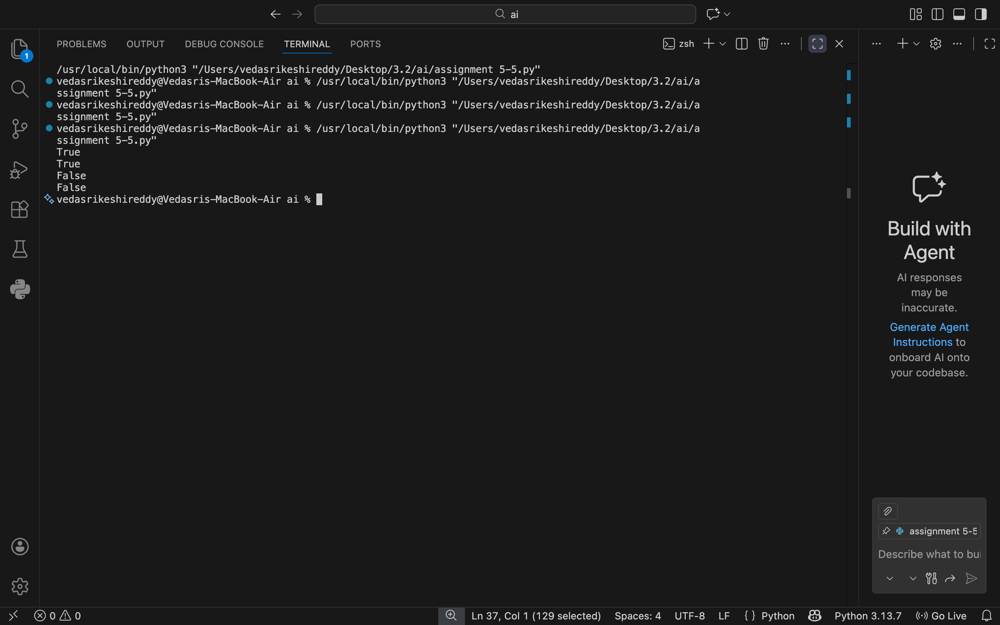 ai
PROBLEMS OUTPUT DEBUG CONSOLE TERMINAL PORTS
zsh
1
/usr/local/bin/python3 "/Users/vedasrikeshireddy/Desktop/3.2/ai/assignment 5-5.py"
vedasrikeshireddy@Vedasris-MacBook-Air ai % /usr/local/bin/python3 "/Users/vedasrikeshireddy/Desktop/3.2/ai/a
ssignment 5-5.py"
vedasrikeshireddy@Vedasris-MacBook-Air ai % /usr/local/bin/python3 "/Users/vedasrikeshireddy/Desktop/3.2/ai/a
ssignment 5-5.py"
vedasrikeshireddy@Vedasris-MacBook-Air ai % /usr/local/bin/python3 "/Users/vedasrikeshireddy/Desktop/3.2/ai/a
ssignment 5-5.py"
True
True
False
False
vedasrikeshireddy@Vedasris-MacBook-Air ai %
Build with
Agent
AI responses
may be
inaccurate.
Generate Agent
Instructions to
onboard AI onto
your codebase.
assignment 5-5
Describe what to bui
0 0 Ln 37, Col 1 (129 selected) Spaces: 4 UTF-8 LF { } Python Python 3.13.7 Go Live